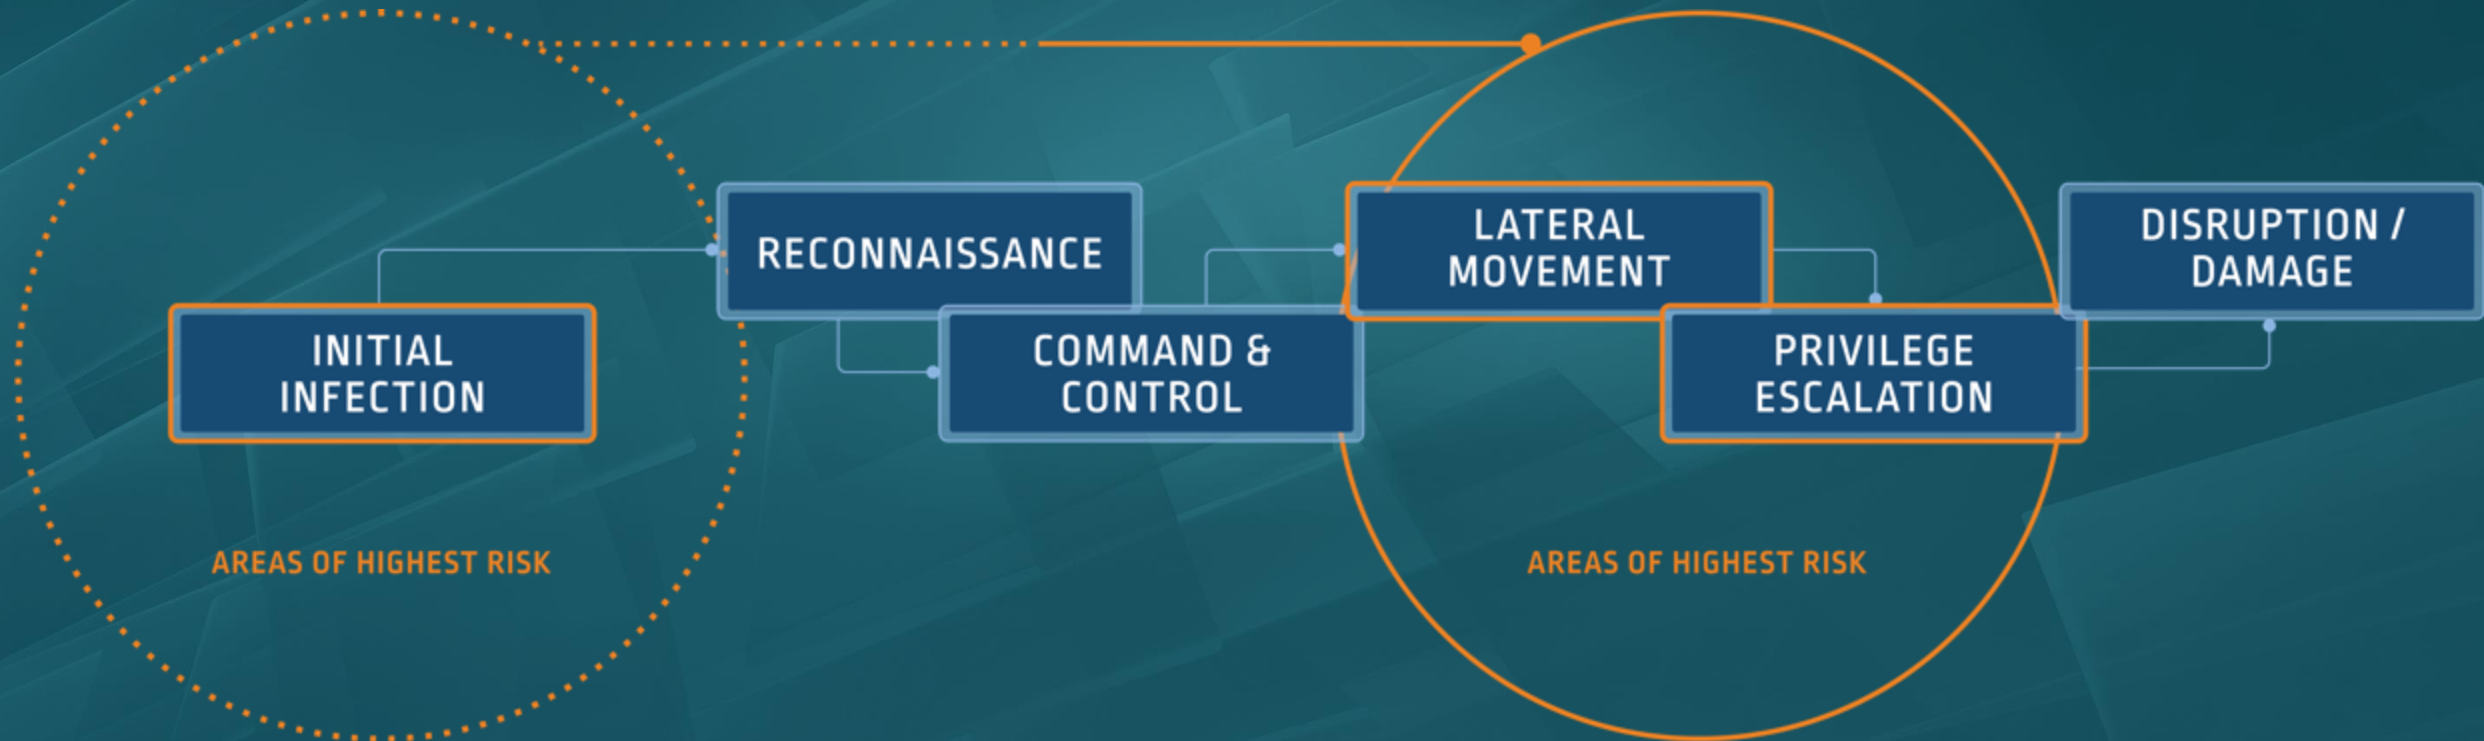 INITIAL
INFECTION
AREAS OF HIGHEST RISK
RECONNAISSANCE
COMMAND &
CONTROL
LATERAL
MOVEMENT
PRIVILEGE
ESCALATION
AREAS OF HIGHEST RISK
DISRUPTION /
DAMAGE